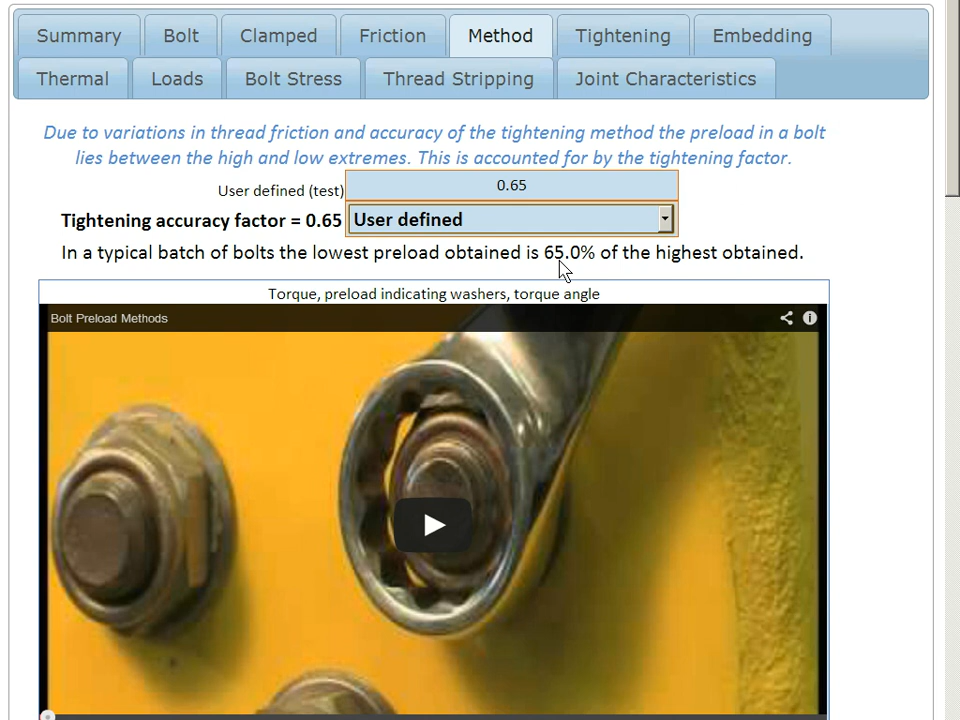 Summary Bolt Clamped Friction Method Tightening Embedding
Thermal Loads Bolt Stress Thread Stripping Joint Characteristics
Due to variations in thread friction and accuracy of the tightening method the preload in a bolt
lies between the high and low extremes. This is accounted for by the tightening factor.
User defined (test) 0.65
Tightening accuracy factor = 0.65 User defined
In a typical batch of bolts the lowest preload obtained is 65.0% of the highest obtained.
Torque, preload indicating washers, torque angle
Bolt Preload Methods